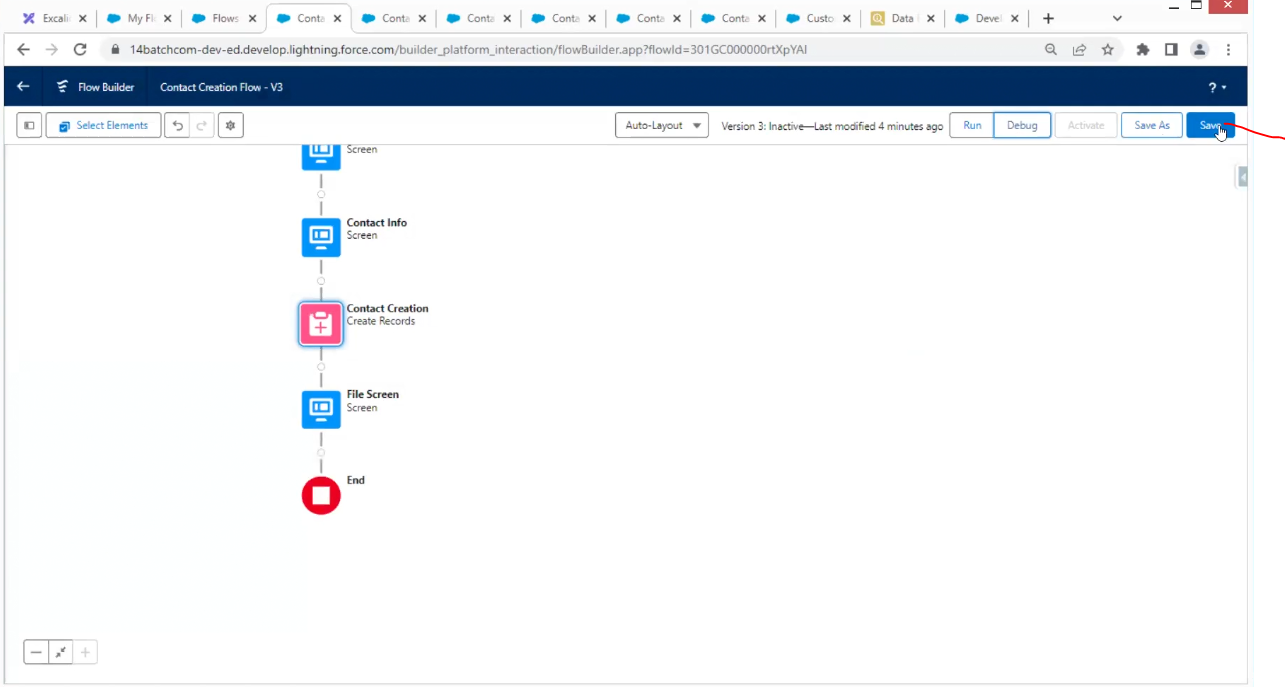 Excali
My Fl
Flows
Conta
Conta
Conta
Conta
Conta
Conta
Custo
Data
Devel
14batchcom-dev-ed.develop.lightning.force.com/builder_platform_interaction/flowBuilder.app?flowId=301GC000000rtXpYAI
Flow Builder
Contact Creation Flow - V3
?
Select Elements
Auto-Layout
Version 3: Inactive—Last modified 4 minutes ago
Run
Debug
Activate
Save As
Save
Screen
Contact Info
Screen
Contact Creation
Create Records
File Screen
Screen
End